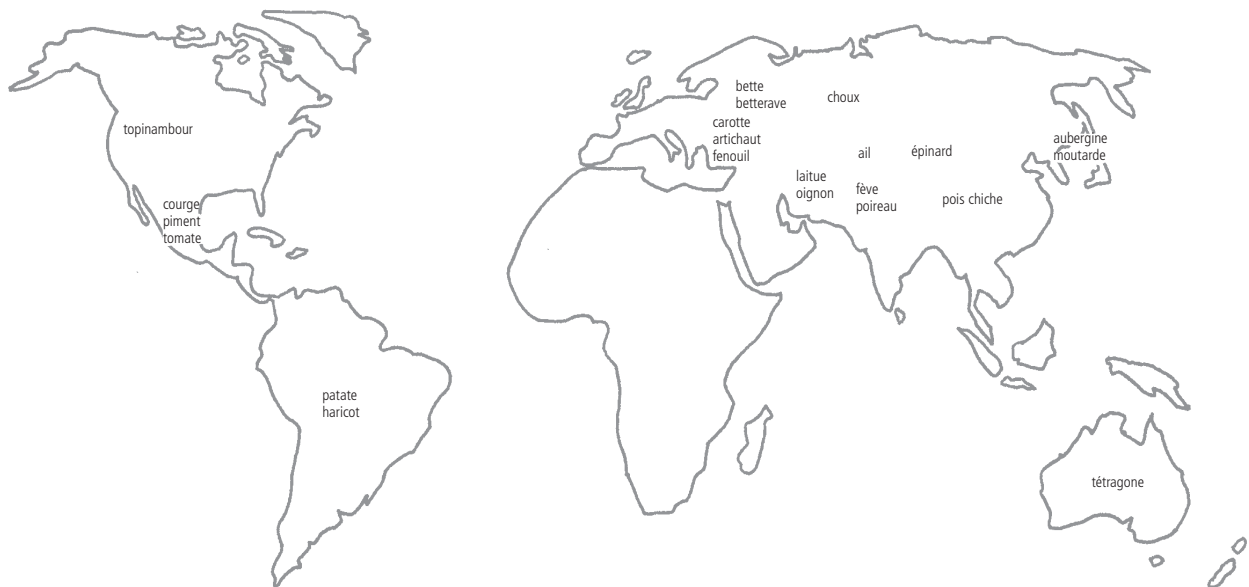 bette
betterave
choux
carotte
artichaut
fenouil
topinambour
aubergine
moutarde
ail
épinard
laitue
oignon
fève
poireau
pois chiche
courge
piment
tomate
patate
haricot
tétragone